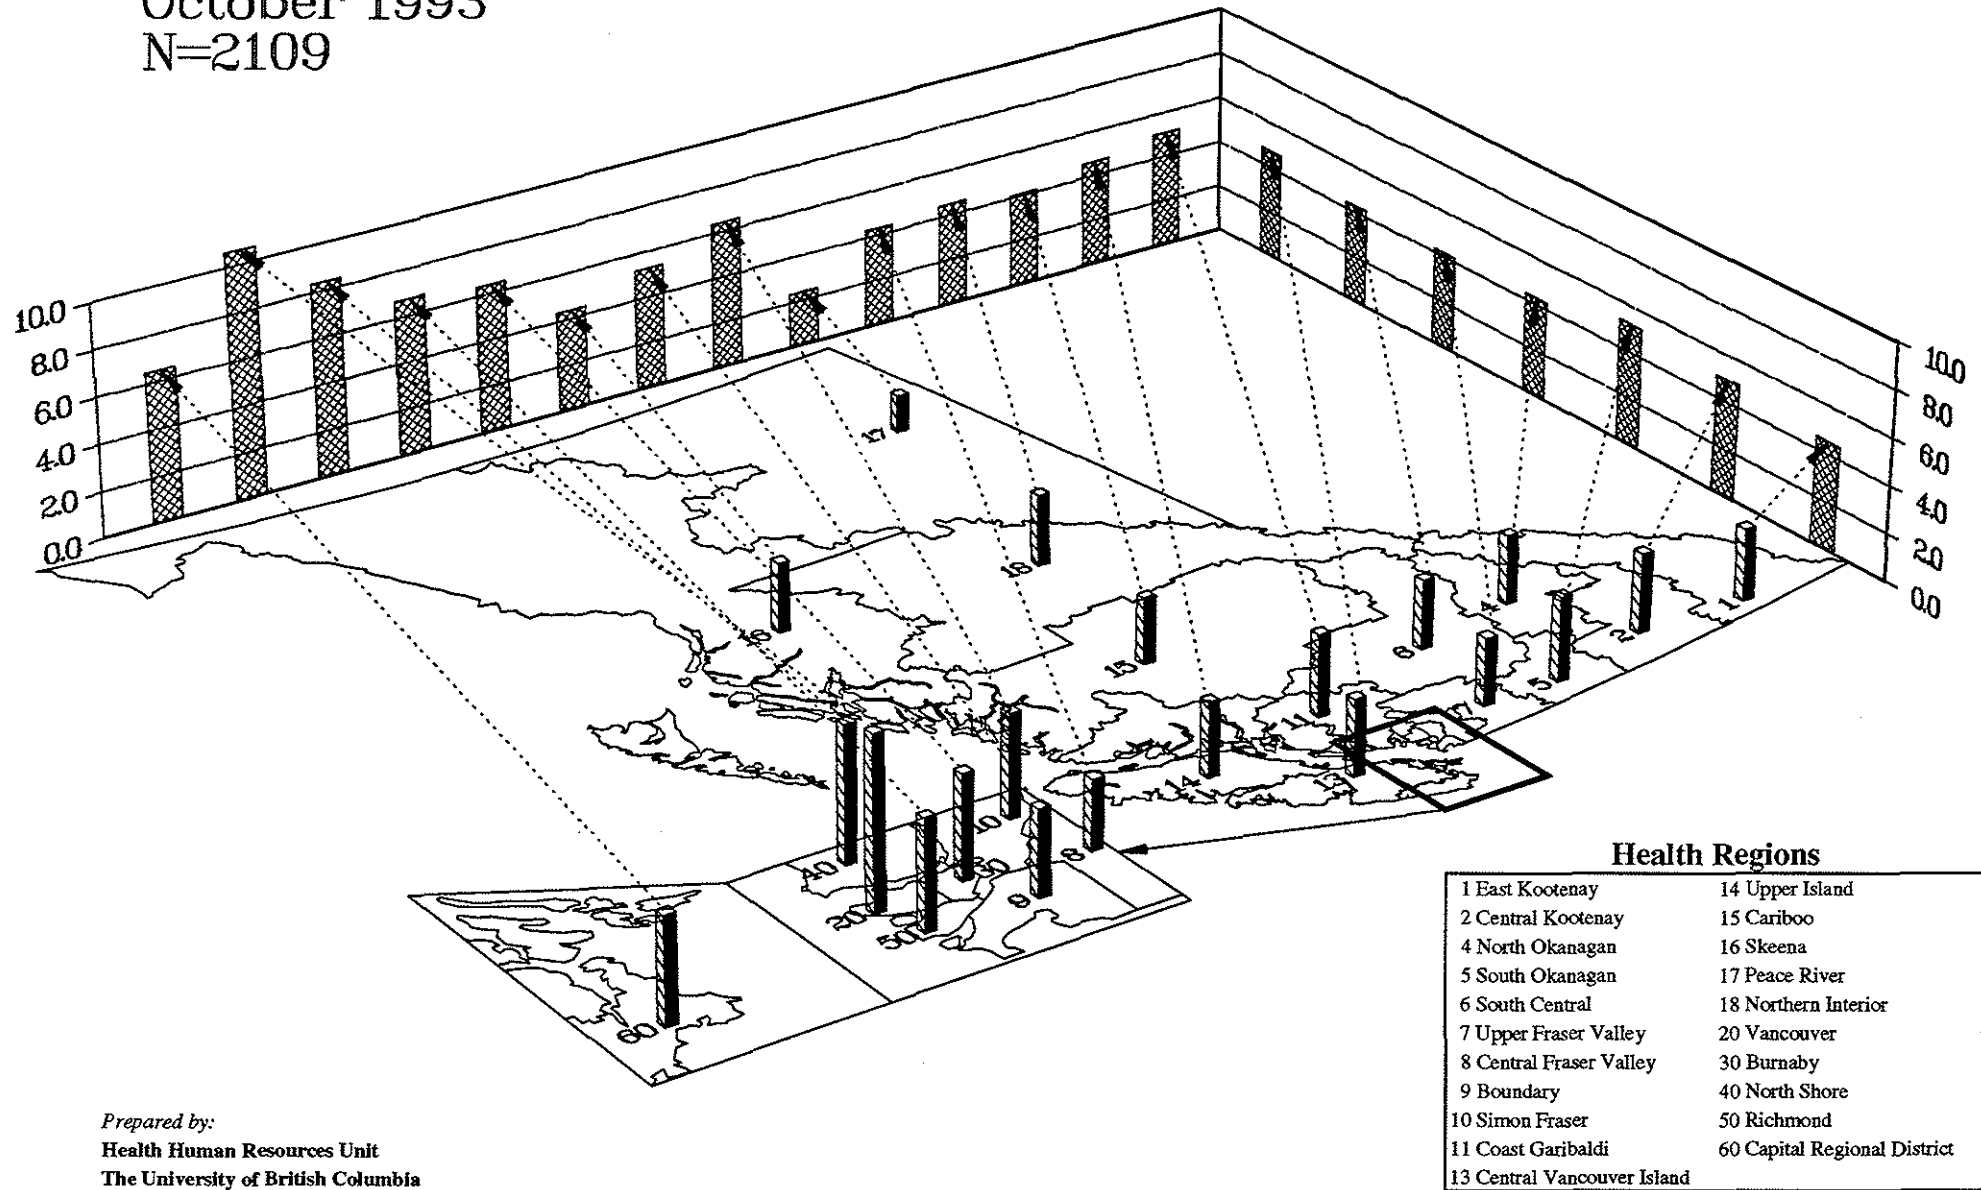 October 1993
N=2109
10.0
8.0
6.0
4.0
2.0
0.0
10.0
8.0
6.0
4.0
2.0
0.0
17
18
16
15
4
1
2
6
5
7
11
13
14
10
8
40
30
9
20
50
60
Health Regions
1 East Kootenay
2 Central Kootenay
4 North Okanagan
5 South Okanagan
6 South Central
7 Upper Fraser Valley
8 Central Fraser Valley
9 Boundary
10 Simon Fraser
11 Coast Garibaldi
13 Central Vancouver Island
14 Upper Island
15 Cariboo
16 Skeena
17 Peace River
18 Northern Interior
20 Vancouver
30 Burnaby
40 North Shore
50 Richmond
60 Capital Regional District
Prepared by:
Health Human Resources Unit
The University of British Columbia